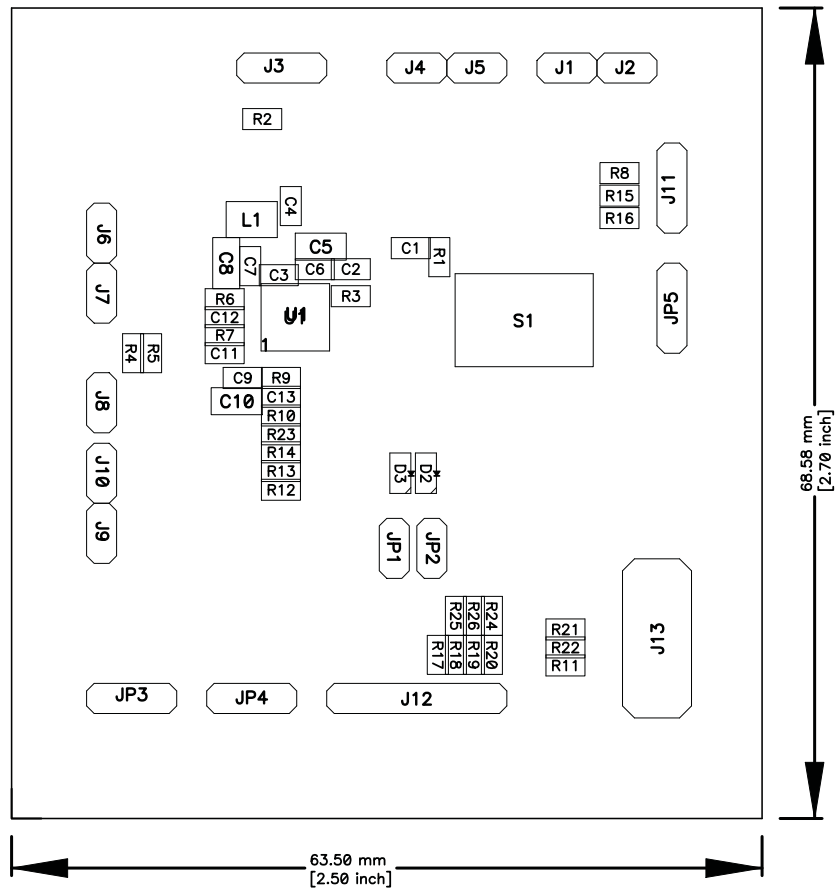 J3
J4
J5
J1
J2
R2
R8
R15
R16
J11
C4
L1
J6
J7
C5
C8
C7
C3
C6
C2
C1
R1
R6
C12
R7
C11
U1
1
R3
S1
JP5
R4
R5
C9
R9
C10
C13
R10
R23
R14
R13
R12
J8
J10
J9
D3
D2
JP1
JP2
R25
R26
R24
R17
R18
R19
R20
R21
R22
R11
J13
JP3
JP4
J12
68.58 mm
[2.70 inch]
63.50 mm
[2.50 inch]